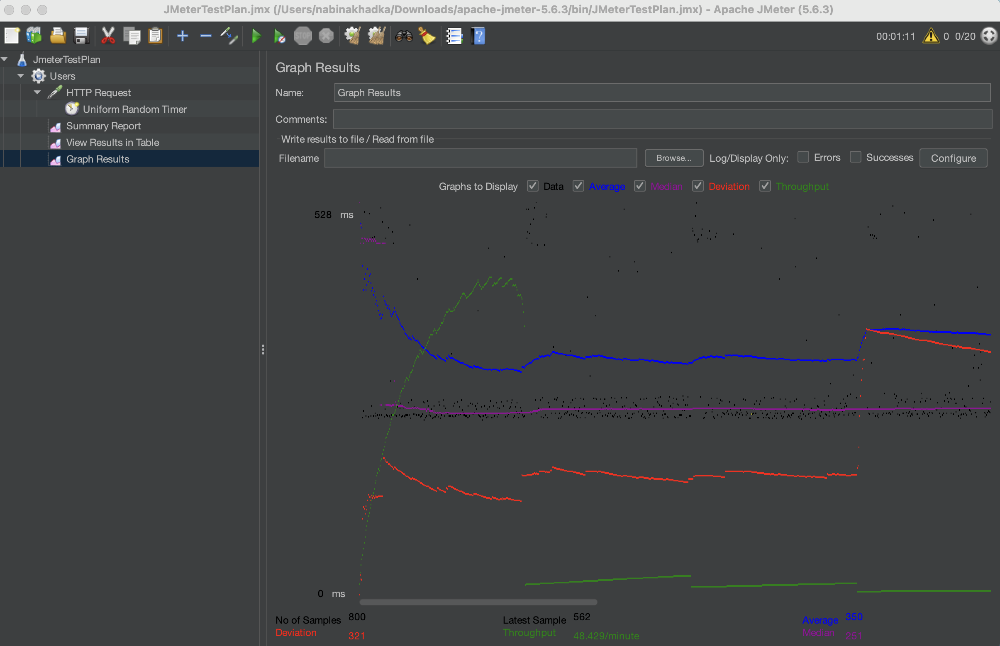 JMeterTestPlan.jmx (/Users/nabinakhadka/Downloads/apache-jmeter-5.6.3/bin/JMeterTestPlan.jmx) - Apache JMeter (5.6.3)
STOP
00:01:11 0 0/20
JmeterTestPlan
Users
HTTP Request
Uniform Random Timer
Summary Report
View Results in Table
Graph Results
Graph Results
Name: Graph Results
Comments:
Write results to file / Read from file
Filename Browse... Log/Display Only: Errors Successes Configure
Graphs to Display Data Average Median Deviation Throughput
528 ms
0 ms
No of Samples 800 Latest Sample 562 Average 350
Deviation 321 Throughput 48.429/minute Median 251